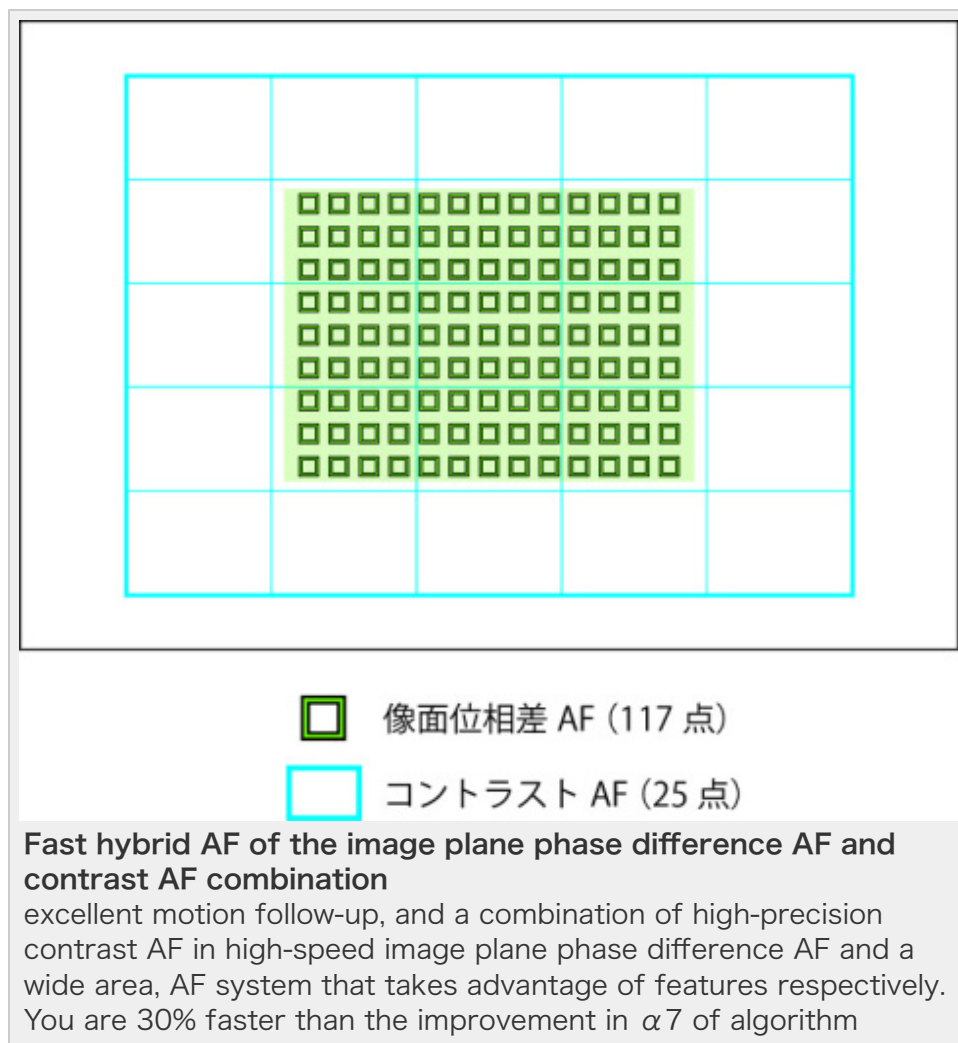 像面位相差 AF（117 点）
コントラスト AF（25 点）
Fast hybrid AF of the image plane phase difference AF and
contrast AF combination
excellent motion follow-up, and a combination of high-precision
contrast AF in high-speed image plane phase difference AF and a
wide area, AF system that takes advantage of features respectively.
You are 30% faster than the improvement in α7 of algorithm